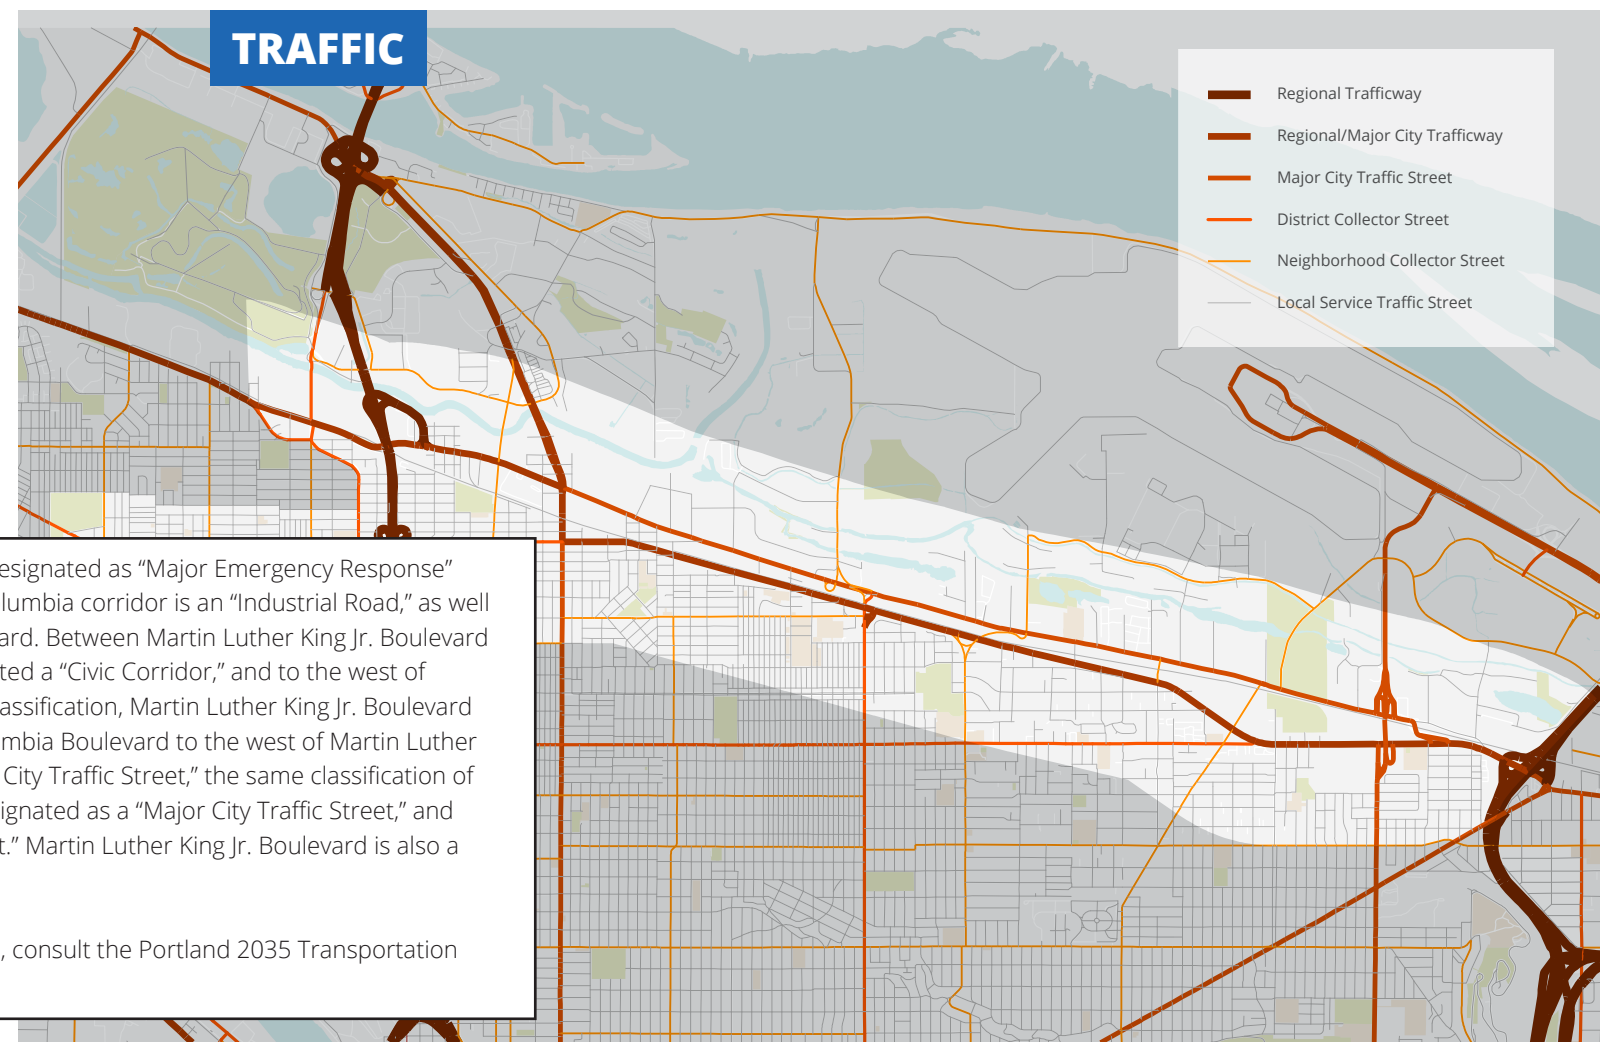 TRAFFIC
Regional Trafficway
Regional/Major City Trafficway
Major City Traffic Street
District Collector Street
Neighborhood Collector Street
Local Service Traffic Street
esignated as “Major Emergency Response”
lumbia corridor is an “Industrial Road,” as well
ard. Between Martin Luther King Jr. Boulevard
ted a “Civic Corridor,” and to the west of
assification, Martin Luther King Jr. Boulevard
mbia Boulevard to the west of Martin Luther
City Traffic Street,” the same classification of
ignated as a “Major City Traffic Street,” and
t.” Martin Luther King Jr. Boulevard is also a
, consult the Portland 2035 Transportation